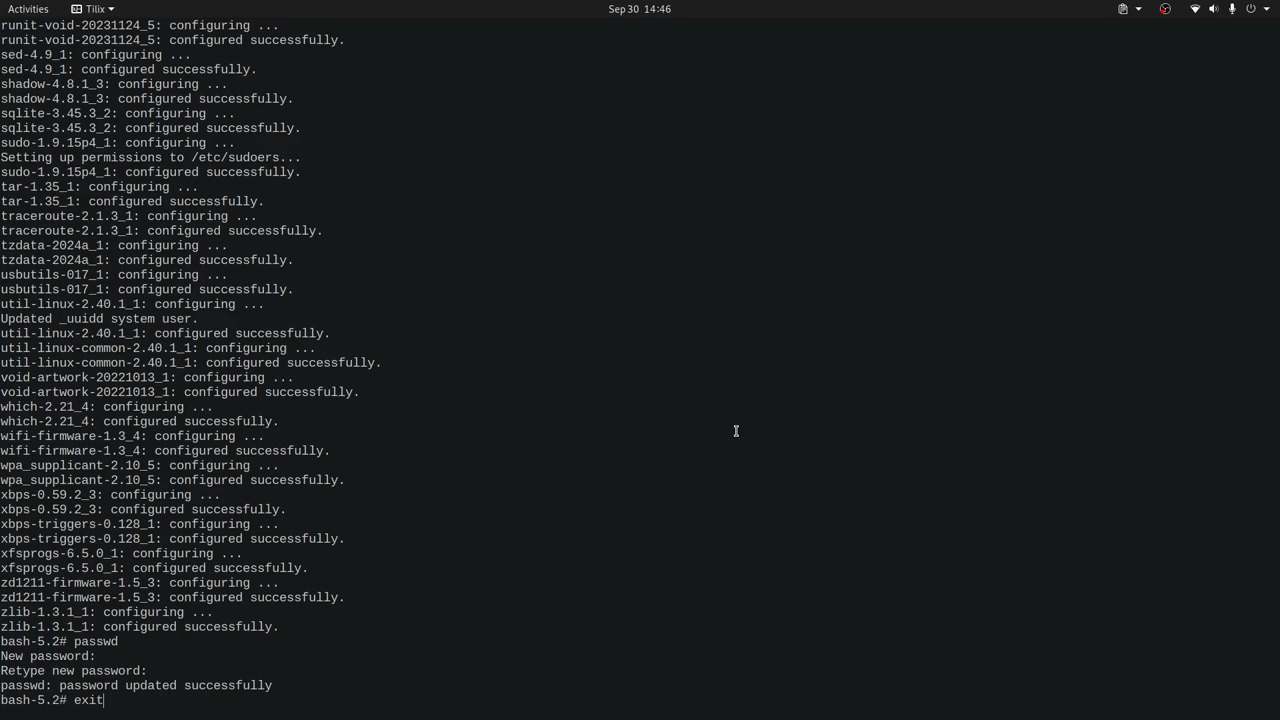 Activities Tilix Sep 30 14:46
runit-void-20231124_5: configuring ...
runit-void-20231124_5: configured successfully.
sed-4.9_1: configuring ...
sed-4.9_1: configured successfully.
shadow-4.8.1_3: configuring ...
shadow-4.8.1_3: configured successfully.
sqlite-3.45.3_2: configuring ...
sqlite-3.45.3_2: configured successfully.
sudo-1.9.15p4_1: configuring ...
Setting up permissions to /etc/sudoers...
sudo-1.9.15p4_1: configured successfully.
tar-1.35_1: configuring ...
tar-1.35_1: configured successfully.
traceroute-2.1.3_1: configuring ...
traceroute-2.1.3_1: configured successfully.
tzdata-2024a_1: configuring ...
tzdata-2024a_1: configured successfully.
usbutils-017_1: configuring ...
usbutils-017_1: configured successfully.
util-linux-2.40.1_1: configuring ...
Updated _uuidd system user.
util-linux-2.40.1_1: configured successfully.
util-linux-common-2.40.1_1: configuring ...
util-linux-common-2.40.1_1: configured successfully.
void-artwork-20221013_1: configuring ...
void-artwork-20221013_1: configured successfully.
which-2.21_4: configuring ...
which-2.21_4: configured successfully.
wifi-firmware-1.3_4: configuring ...
wifi-firmware-1.3_4: configured successfully.
wpa_supplicant-2.10_5: configuring ...
wpa_supplicant-2.10_5: configured successfully.
xbps-0.59.2_3: configuring ...
xbps-0.59.2_3: configured successfully.
xbps-triggers-0.128_1: configuring ...
xbps-triggers-0.128_1: configured successfully.
xfsprogs-6.5.0_1: configuring ...
xfsprogs-6.5.0_1: configured successfully.
zd1211-firmware-1.5_3: configuring ...
zd1211-firmware-1.5_3: configured successfully.
zlib-1.3.1_1: configuring ...
zlib-1.3.1_1: configured successfully.
bash-5.2# passwd
New password:
Retype new password:
passwd: password updated successfully
bash-5.2# exit